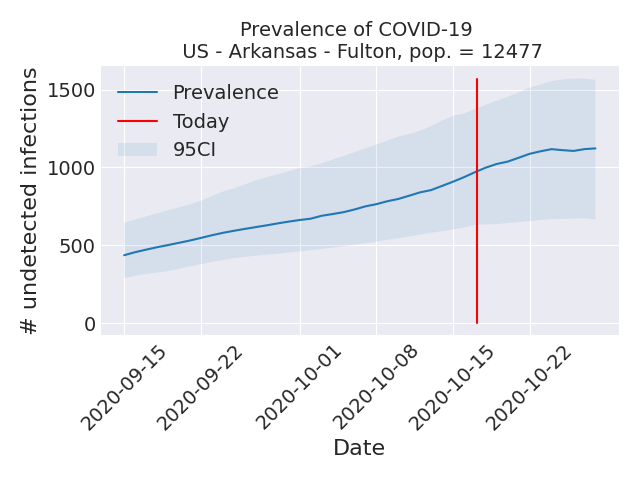 Prevalence of COVID-19
US - Arkansas - Fulton, pop. = 12477
# undetected infections
1500
1000
500
0
Prevalence
Today
95CI
2020-09-15
2020-09-22
2020-10-01
2020-10-08
2020-10-15
2020-10-22
Date